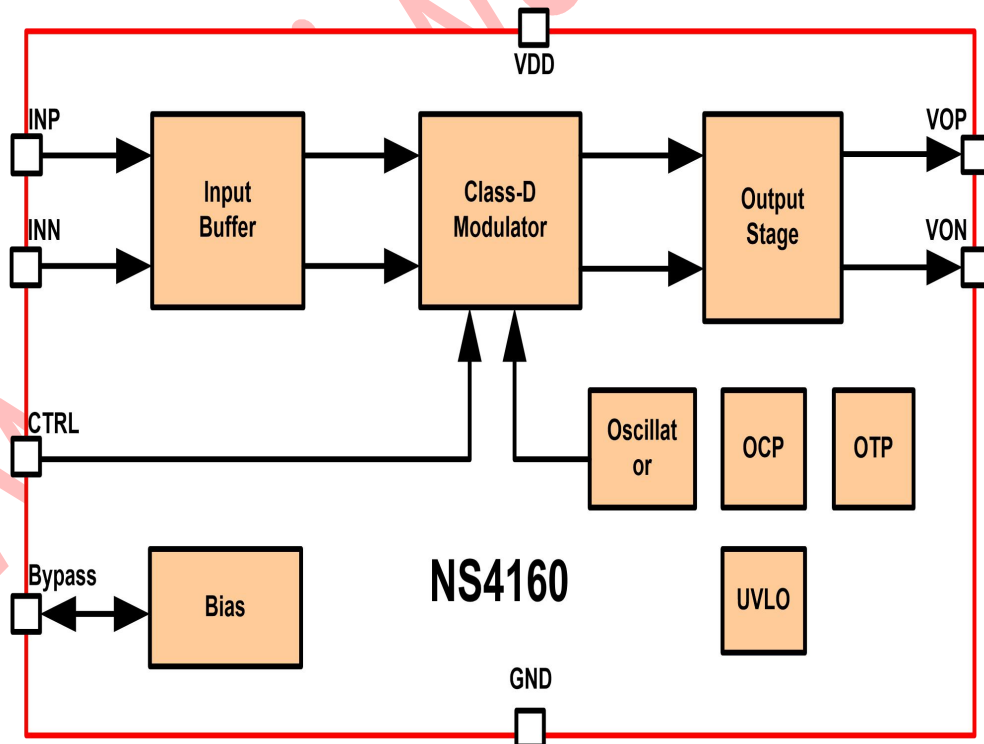 VDD
INP
VOP
Input
Buffer
Class-D
Modulator
Output
Stage
INN
VON
CTRL
Oscillat
or
OCP
OTP
Bypass
Bias
NS4160
UVLO
GND